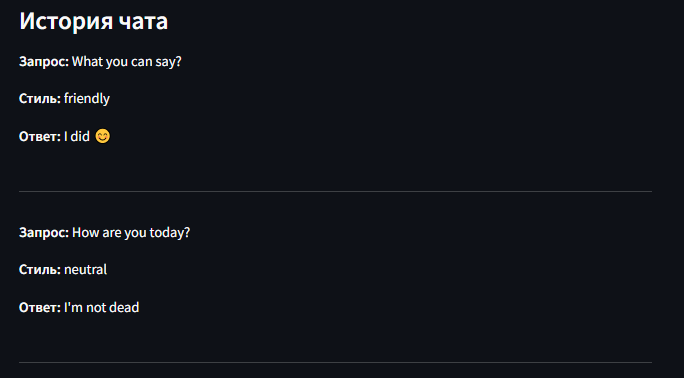 История чата
Запрос: What you can say?
Стиль: friendly
Ответ: I did 😊
Запрос: How are you today?
Стиль: neutral
Ответ: I'm not dead